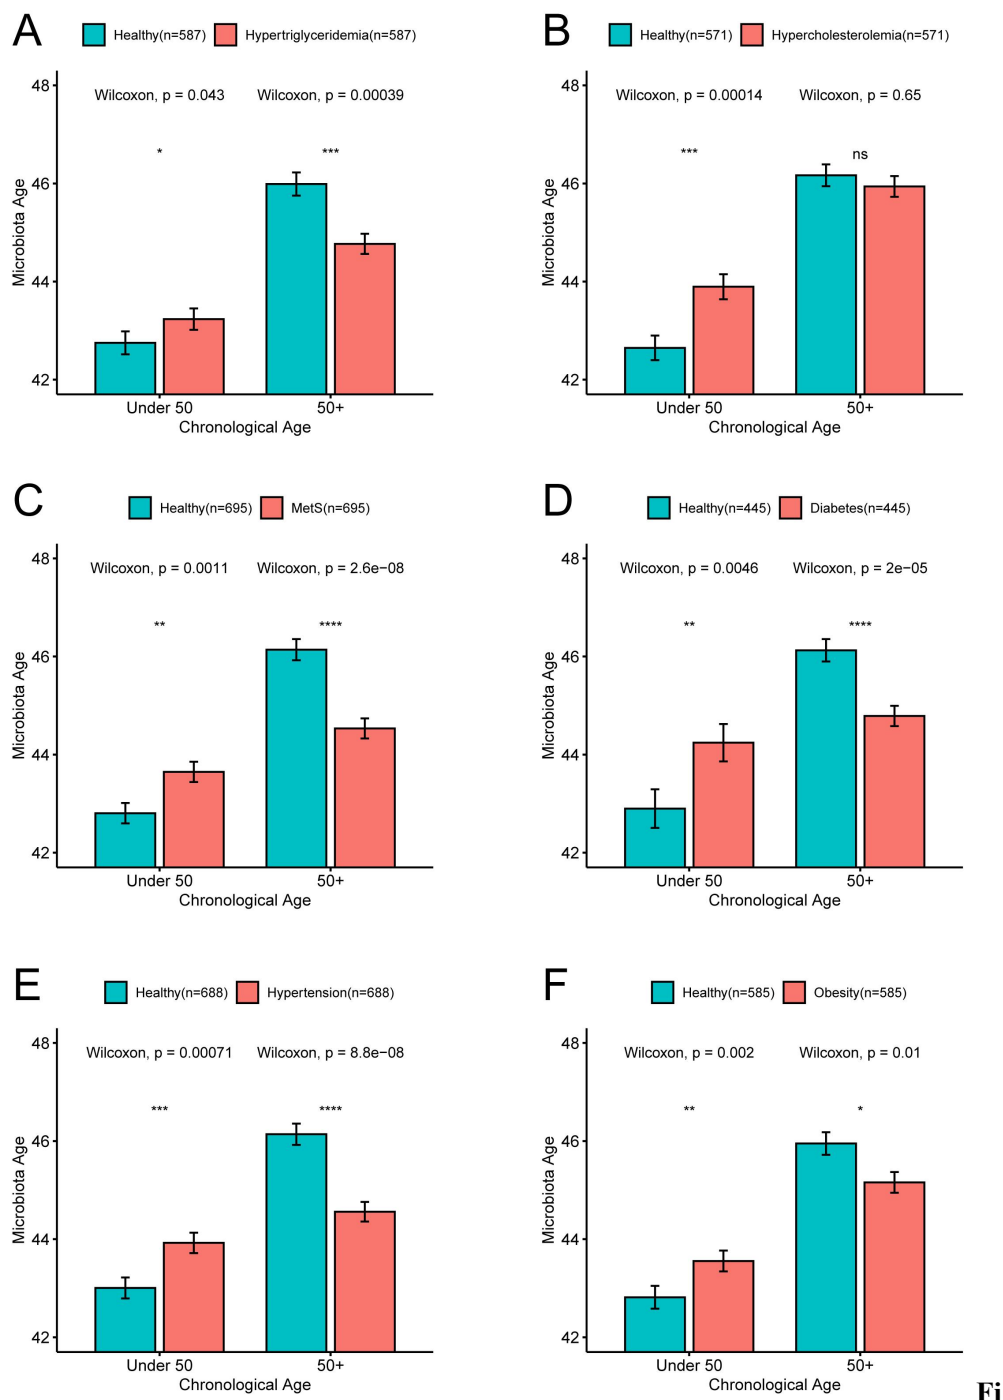 A
Healthy(n=587) Hypertriglyceridemia(n=587)
Wilcoxon, p = 0.043 Wilcoxon, p = 0.00039
* ***
48
46
44
42
Microbiota Age
Under 50 50+
Chronological Age
B
Healthy(n=571) Hypercholesterolemia(n=571)
Wilcoxon, p = 0.00014 Wilcoxon, p = 0.65
*** ns
48
46
44
42
Microbiota Age
Under 50 50+
Chronological Age
C
Healthy(n=695) MetS(n=695)
Wilcoxon, p = 0.0011 Wilcoxon, p = 2.6e−08
** ****
48
46
44
42
Microbiota Age
Under 50 50+
Chronological Age
D
Healthy(n=445) Diabetes(n=445)
Wilcoxon, p = 0.0046 Wilcoxon, p = 2e−05
** ****
48
46
44
42
Microbiota Age
Under 50 50+
Chronological Age
E
Healthy(n=688) Hypertension(n=688)
Wilcoxon, p = 0.00071 Wilcoxon, p = 8.8e−08
*** ****
48
46
44
42
Microbiota Age
Under 50 50+
Chronological Age
F
Healthy(n=585) Obesity(n=585)
Wilcoxon, p = 0.002 Wilcoxon, p = 0.01
** *
48
46
44
42
Microbiota Age
Under 50 50+
Chronological Age